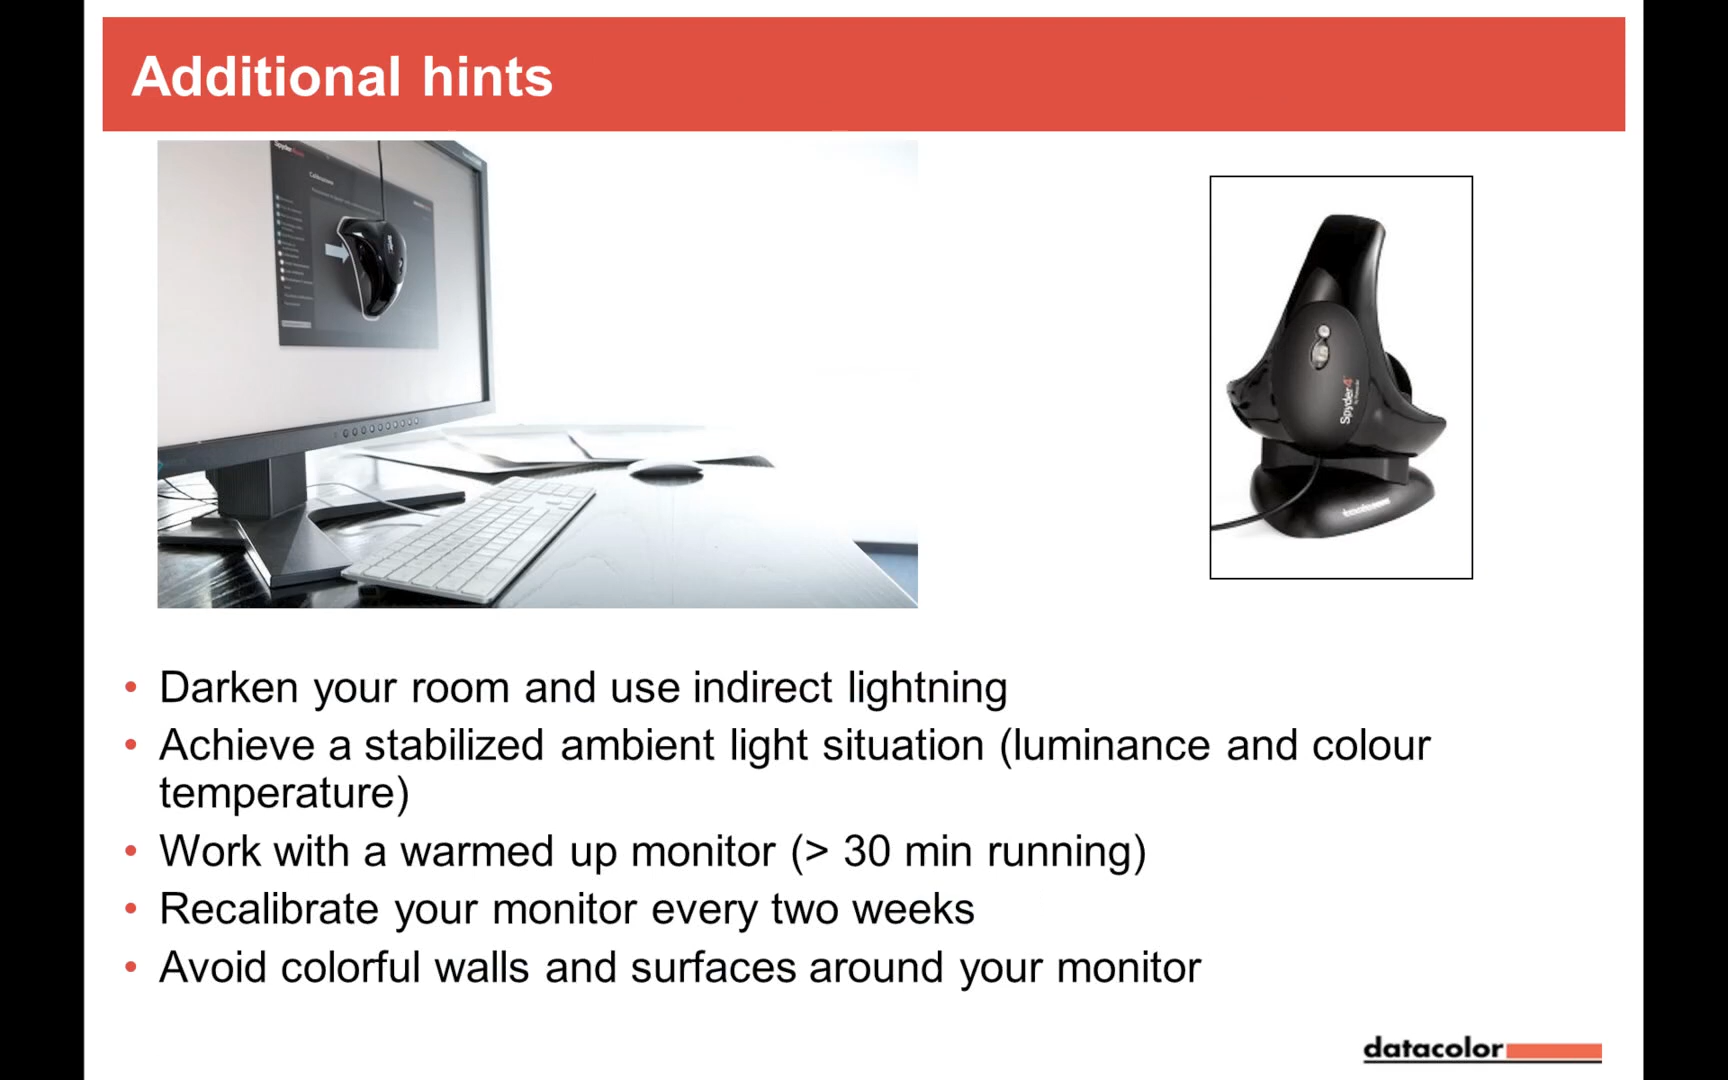 Additional hints
Spyder4
• Darken your room and use indirect lightning
• Achieve a stabilized ambient light situation (luminance and colour
temperature)
• Work with a warmed up monitor (> 30 min running)
• Recalibrate your monitor every two weeks
• Avoid colorful walls and surfaces around your monitor
datacolor